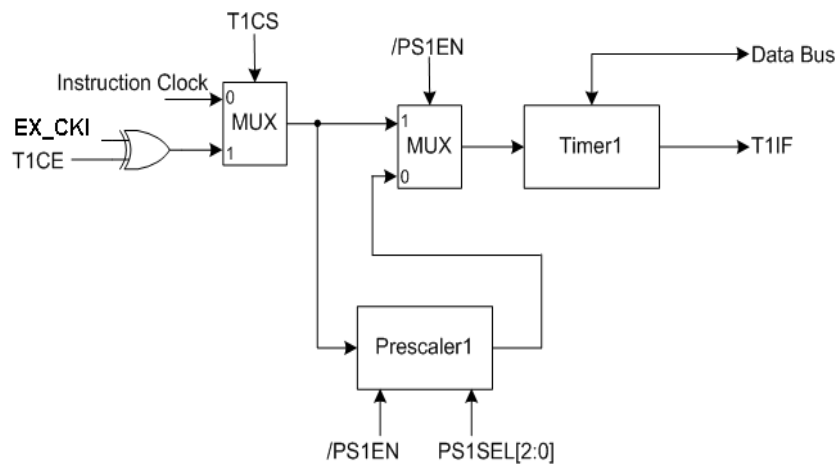 T1CS
/PS1EN
Instruction Clock
0
MUX
EX_CKI
T1CE
1
1
MUX
0
Timer1
Data Bus
T1IF
Prescaler1
/PS1EN
PS1SEL[2:0]